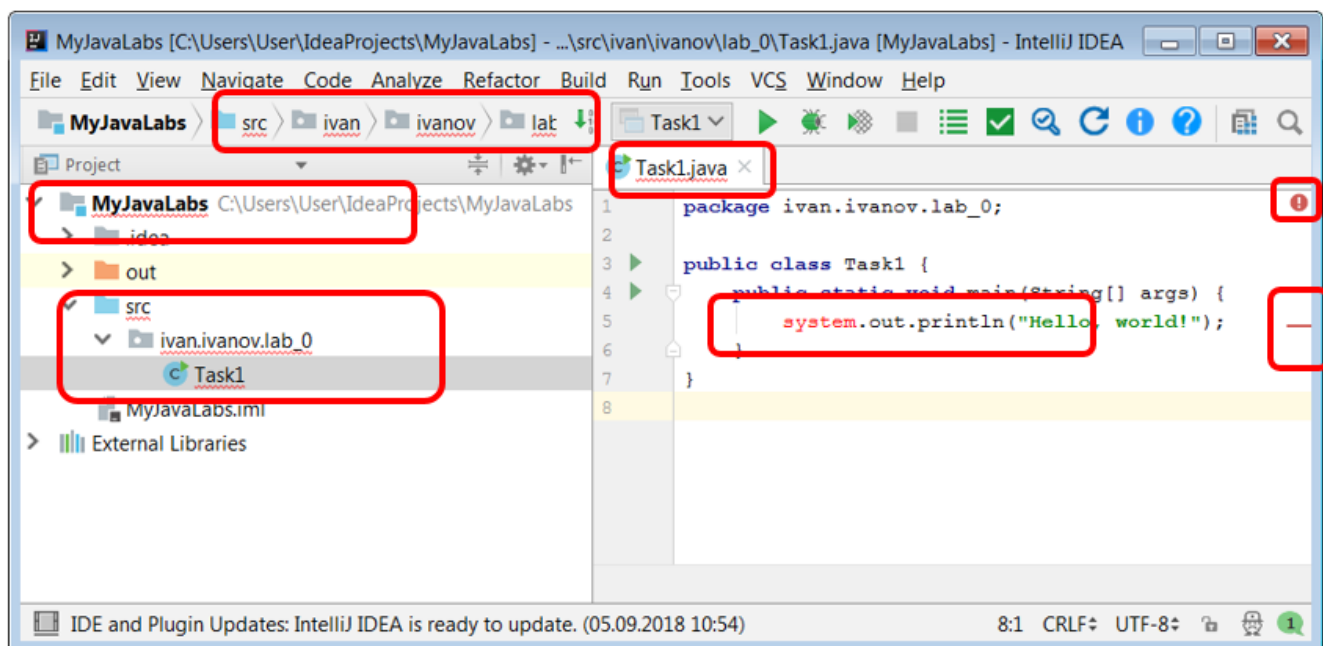 MyJavaLabs [C:\Users\User\IdeaProjects\MyJavaLabs] - ...\src\ivan\ivanov\lab_0\Task1.java [MyJavaLabs] - IntelliJ IDEA
File Edit View Navigate Code Analyze Refactor Build Run Tools VCS Window Help
MyJavaLabs src ivan ivanov lab Task1
Project
Task1.java
MyJavaLabs C:\Users\User\IdeaProjects\MyJavaLabs
.idea
out
src
ivan.ivanov.lab_0
Task1
MyJavaLabs.iml
External Libraries
1 package ivan.ivanov.lab_0;
2
3 public class Task1 {
4 public static void main(String[] args) {
5 system.out.println("Hello, world!");
6 }
7 }
8
IDE and Plugin Updates: IntelliJ IDEA is ready to update. (05.09.2018 10:54) 8:1 CRLF UTF-8 1